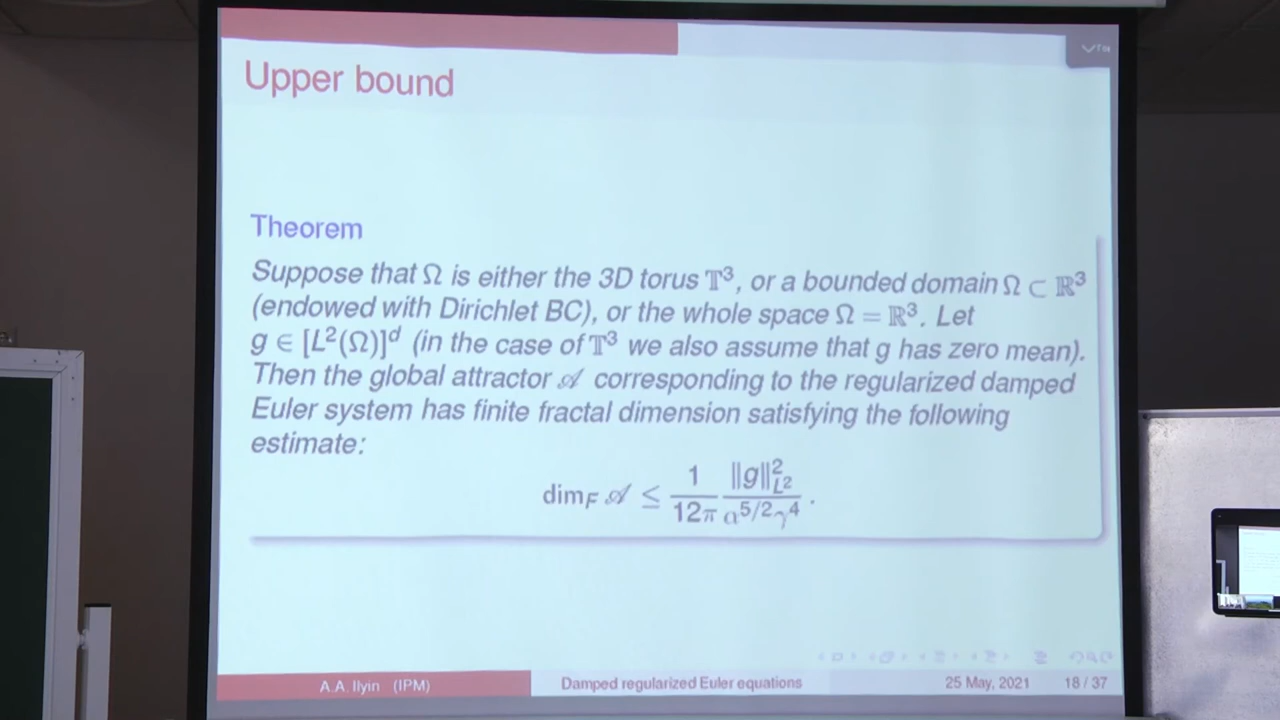 Upper bound
Theorem
Suppose that Ω is either the 3D torus 𝕋³, or a bounded domain Ω ⊂ ℝ³
(endowed with Dirichlet BC), or the whole space Ω = ℝ³. Let
g ∈ [L²(Ω)]ᵈ (in the case of 𝕋³ we also assume that g has zero mean).
Then the global attractor 𝒜 corresponding to the regularized damped
Euler system has finite fractal dimension satisfying the following
estimate:
dim_F 𝒜 ≤ \frac{1}{12π} \frac{‖g‖²_{L²}}{α^{5/2}γ⁴}.
A.A. Ilyin (IPM) Damped regularized Euler equations 25 May, 2021 18 / 37